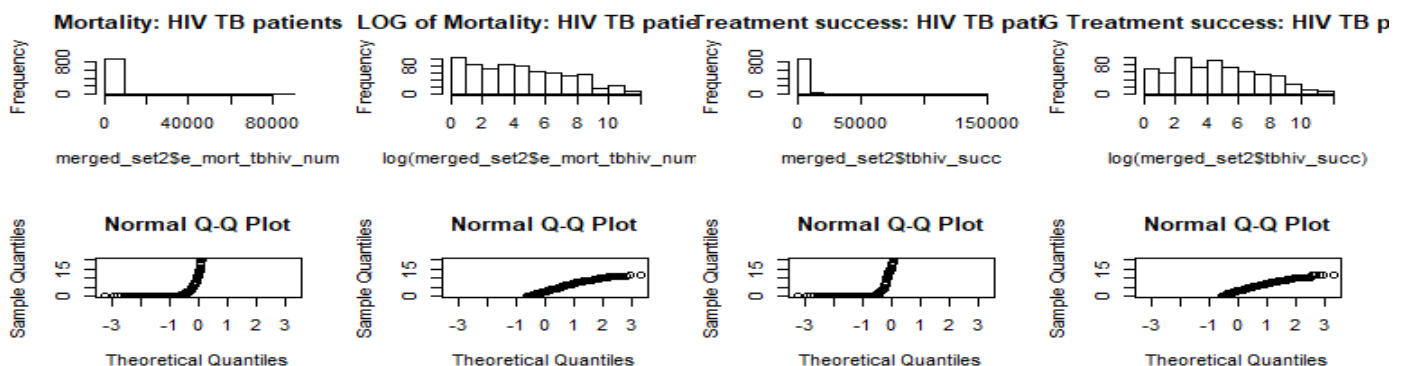 Mortality: HIV TB patients
Frequency
0 800
0 40000 80000
merged_set2$e_mort_tbhiv_num
LOG of Mortality: HIV TB patie
Frequency
0 80
0 2 4 6 8 10
log(merged_set2$e_mort_tbhiv_num
Treatment success: HIV TB pati
Frequency
0 800
0 50000 150000
merged_set2$tbhiv_succ
G Treatment success: HIV TB p
Frequency
0 80
0 2 4 6 8 10
log(merged_set2$tbhiv_succ)
Normal Q-Q Plot
Sample Quantiles
0 15
-3 -1 0 1 2 3
Theoretical Quantiles
Normal Q-Q Plot
Sample Quantiles
0 15
-3 -1 0 1 2 3
Theoretical Quantiles
Normal Q-Q Plot
Sample Quantiles
0 15
-3 -1 0 1 2 3
Theoretical Quantiles
Normal Q-Q Plot
Sample Quantiles
0 15
-3 -1 0 1 2 3
Theoretical Quantiles